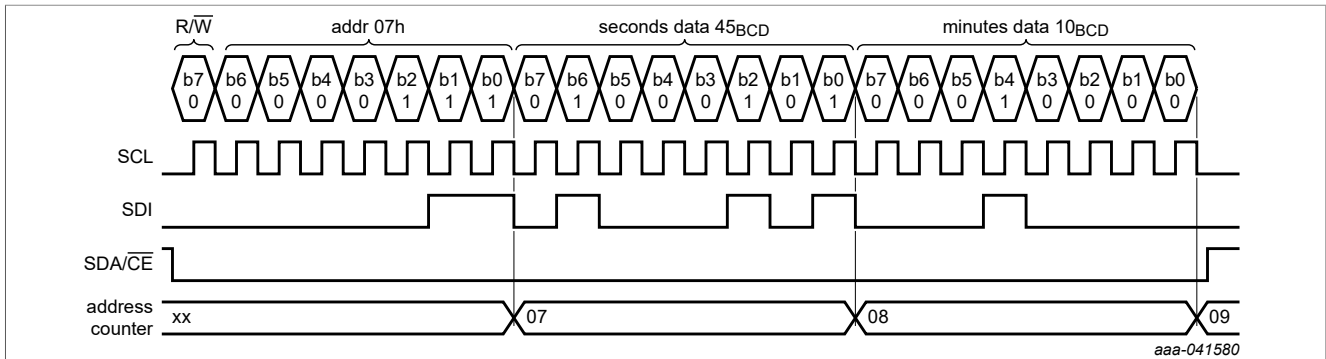 R/W addr 07h seconds data 45BCD minutes data 10BCD
b7 b6 b5 b4 b3 b2 b1 b0 b7 b6 b5 b4 b3 b2 b1 b0 b7 b6 b5 b4 b3 b2 b1 b0
0 0 0 0 0 1 1 1 0 1 0 0 0 1 0 1 0 0 0 1 0 0 0 0
SCL
SDI
SDA/CE
address
counter
xx 07 08 09
aaa-041580